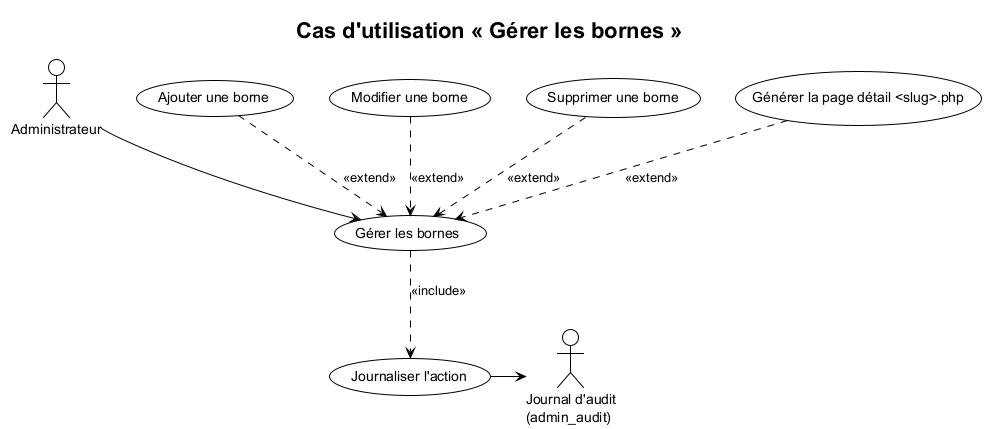 Cas d'utilisation « Gérer les bornes »
Administrateur
Ajouter une borne
Modifier une borne
Supprimer une borne
Générer la page détail <slug>.php
«extend»
«extend»
«extend»
«extend»
Gérer les bornes
«include»
Journaliser l'action
Journal d'audit
(admin_audit)